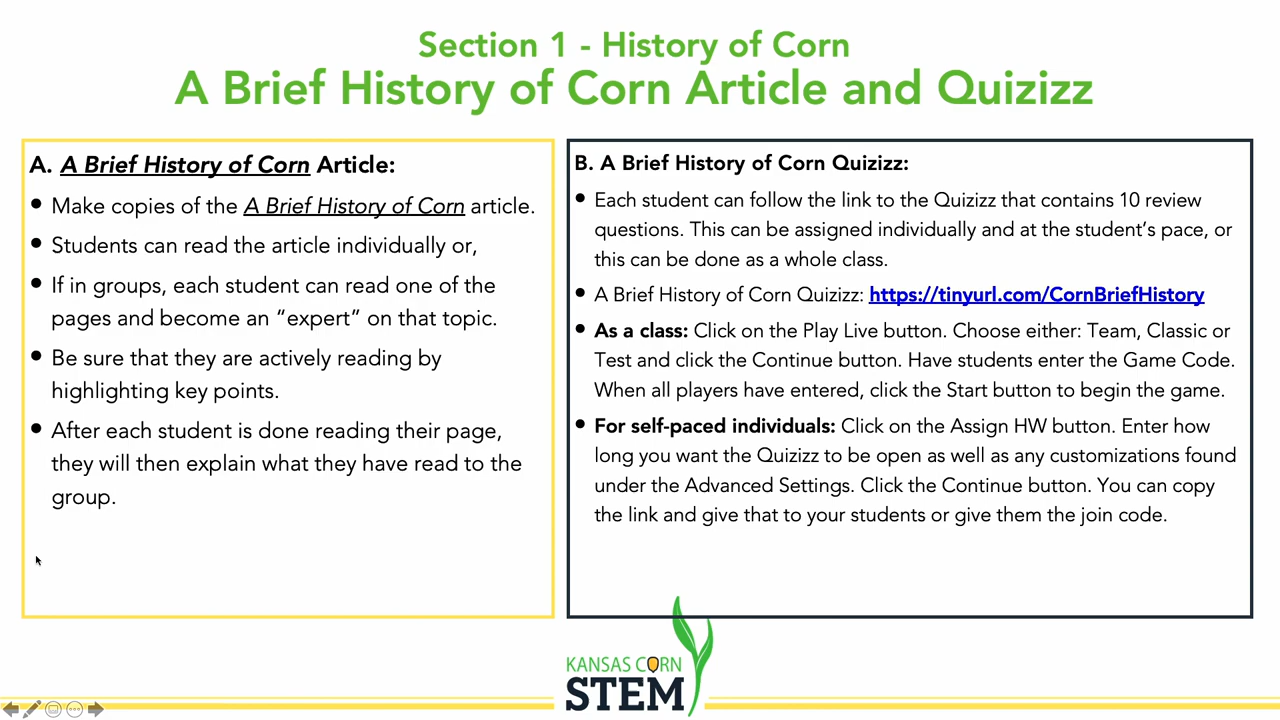 Section 1 - History of Corn
A Brief History of Corn Article and Quizizz
A. A Brief History of Corn Article:
• Make copies of the A Brief History of Corn article.
• Students can read the article individually or,
• If in groups, each student can read one of the
pages and become an “expert” on that topic.
• Be sure that they are actively reading by
highlighting key points.
• After each student is done reading their page,
they will then explain what they have read to the
group.
B. A Brief History of Corn Quizizz:
• Each student can follow the link to the Quizizz that contains 10 review
questions. This can be assigned individually and at the student’s pace, or
this can be done as a whole class.
• A Brief History of Corn Quizizz: https://tinyurl.com/CornBriefHistory
• As a class: Click on the Play Live button. Choose either: Team, Classic or
Test and click the Continue button. Have students enter the Game Code.
When all players have entered, click the Start button to begin the game.
• For self-paced individuals: Click on the Assign HW button. Enter how
long you want the Quizizz to be open as well as any customizations found
under the Advanced Settings. Click the Continue button. You can copy
the link and give that to your students or give them the join code.
KANSAS CORN
STEM